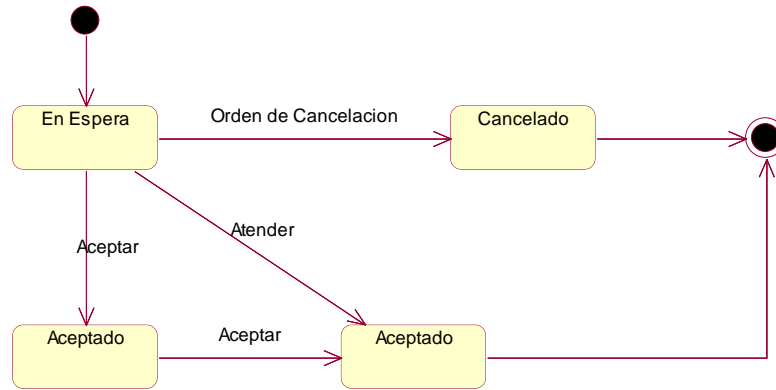 En Espera
Orden de Cancelacion
Cancelado
Aceptar
Atender
Aceptado
Aceptar
Aceptado